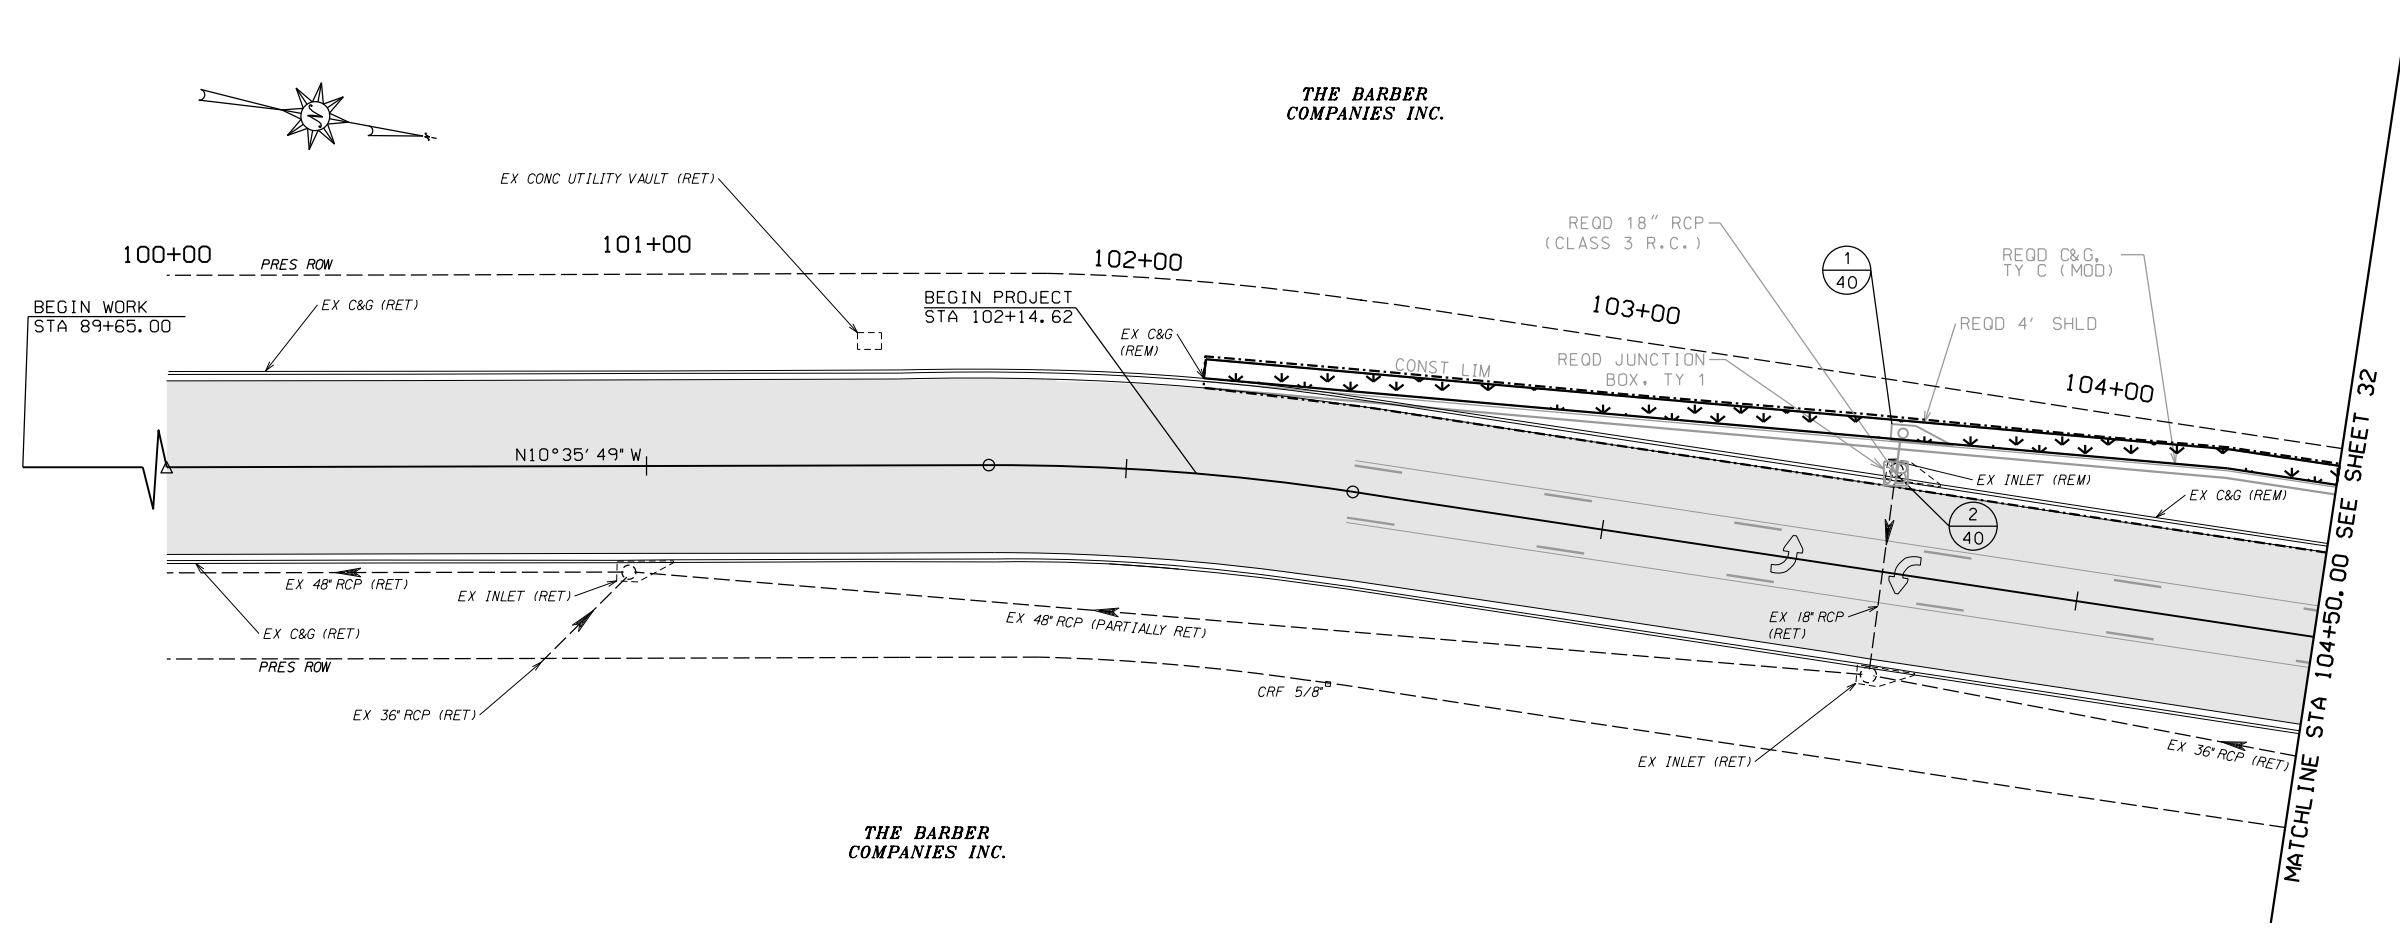 THE BARBER
COMPANIES INC.
N
EX CONC UTILITY VAULT (RET)
REQD 18" RCP
(CLASS 3 R.C.)
1
40
REQD C&G,
TY C (MOD)
100+00
101+00
102+00
103+00
104+00
PRES ROW
BEGIN WORK
STA 89+65.00
EX C&G (RET)
BEGIN PROJECT
STA 102+14.62
EX C&G
(REM)
CONST LIM
REQD JUNCTION
BOX, TY 1
REQD 4' SHLD
N10°35'49" W
EX INLET (REM)
EX C&G (REM)
2
40
EX 48" RCP (RET)
EX INLET (RET)
EX C&G (RET)
EX 48" RCP (PARTIALLY RET)
EX 18" RCP
(RET)
PRES ROW
EX 36" RCP (RET)
CRF 5/8"
EX INLET (RET)
EX 36" RCP (RET)
THE BARBER
COMPANIES INC.
MATCHLINE STA 104+50.00 SEE SHEET 32